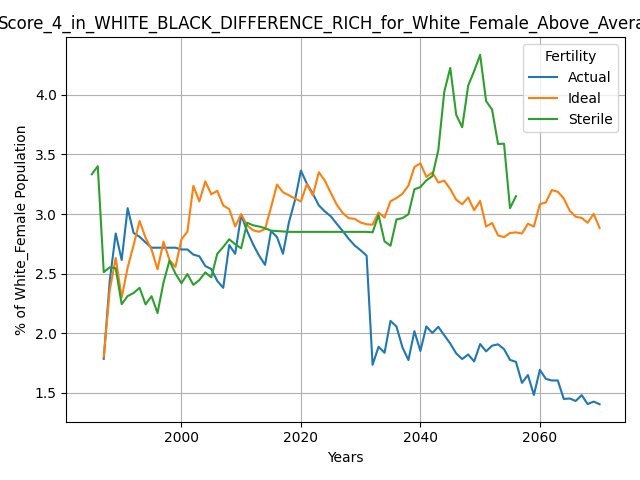 Score_4_in_WHITE_BLACK_DIFFERENCE_RICH_for_White_Female_Above_Avera
Fertility
Actual
Ideal
Sterile
% of White_Female Population
4.0
3.5
3.0
2.5
2.0
1.5
2000
2020
2040
2060
Years